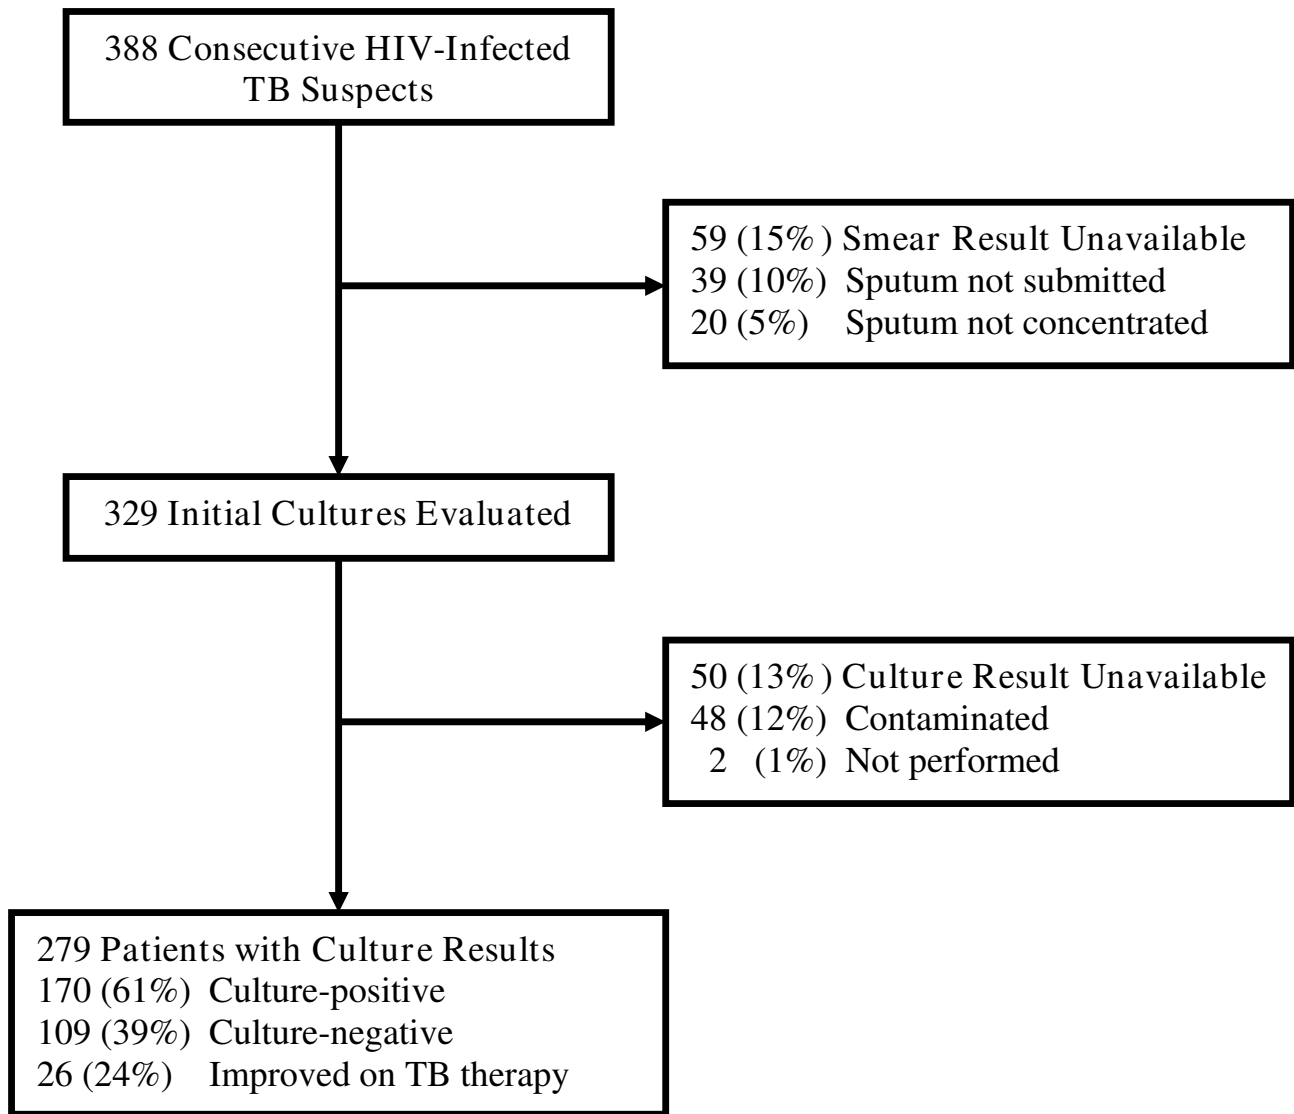 388 Consecutive HIV-Infected
TB Suspects
59 (15%) Smear Result Unavailable
39 (10%) Sputum not submitted
20 (5%) Sputum not concentrated
329 Initial Cultures Evaluated
50 (13%) Culture Result Unavailable
48 (12%) Contaminated
2 (1%) Not performed
279 Patients with Culture Results
170 (61%) Culture-positive
109 (39%) Culture-negative
26 (24%) Improved on TB therapy